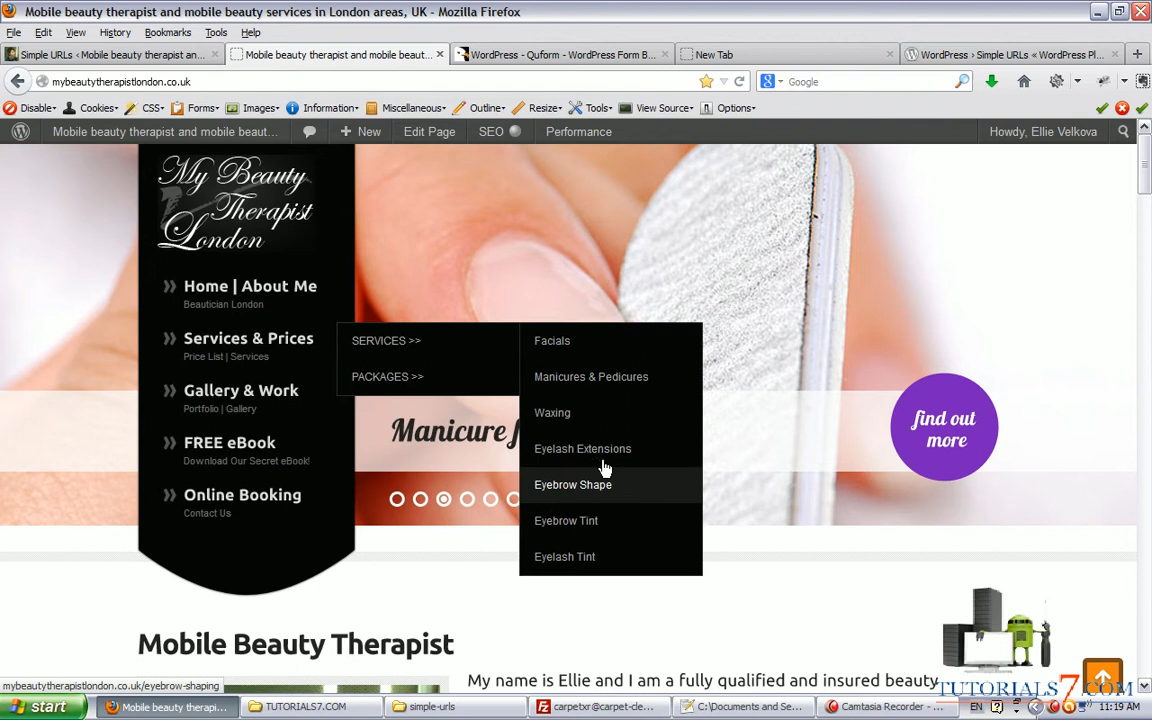 Mobile beauty therapist and mobile beauty services in London areas, UK - Mozilla Firefox
File Edit View History Bookmarks Tools Help
Simple URLs ‹ Mobile beauty therapist an... × Mobile beauty therapist and mobile beaut... × WordPress - Quform - WordPress Form B... × New Tab × WordPress › Simple URLs « WordPress Pl... × +
mybeautytherapistlondon.co.uk Google
Disable Cookies CSS Forms Images Information Miscellaneous Outline Resize Tools View Source Options
Mobile beauty therapist and mobile beaut... New Edit Page SEO Performance Howdy, Ellie Velkova
My Beauty
Therapist
London
Home | About Me
Beautician London
Services & Prices
Price List | Services
Gallery & Work
Portfolio | Gallery
FREE eBook
Download Our Secret eBook!
Online Booking
Contact Us
SERVICES >>
PACKAGES >>
Facials
Manicures & Pedicures
Waxing
Eyelash Extensions
Eyebrow Shape
Eyebrow Tint
Eyelash Tint
Manicure
find out
more
Mobile Beauty Therapist
My name is Ellie and I am a fully qualified and insured beauty
mybeautytherapistlondon.co.uk/eyebrow-shaping
TUTORIALS7.COM
start Mobile beauty therapi... TUTORIALS7.COM simple-urls carpetxr@carpet-de... C:\Documents and Se... Camtasia Recorder - ... EN 11:19 AM